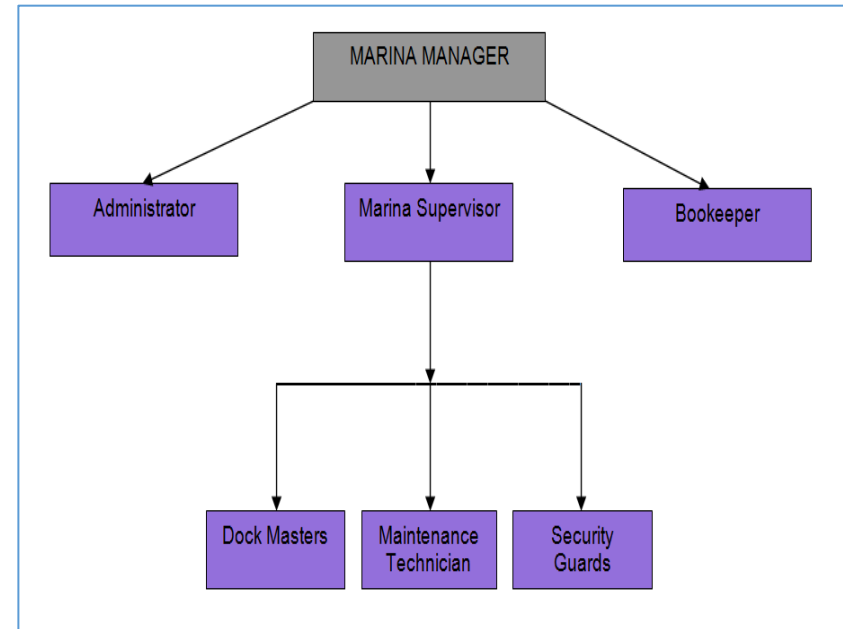 MARINA MANAGER
Administrator
Marina Supervisor
Bookeeper
Dock Masters
Maintenance
Technician
Security
Guards